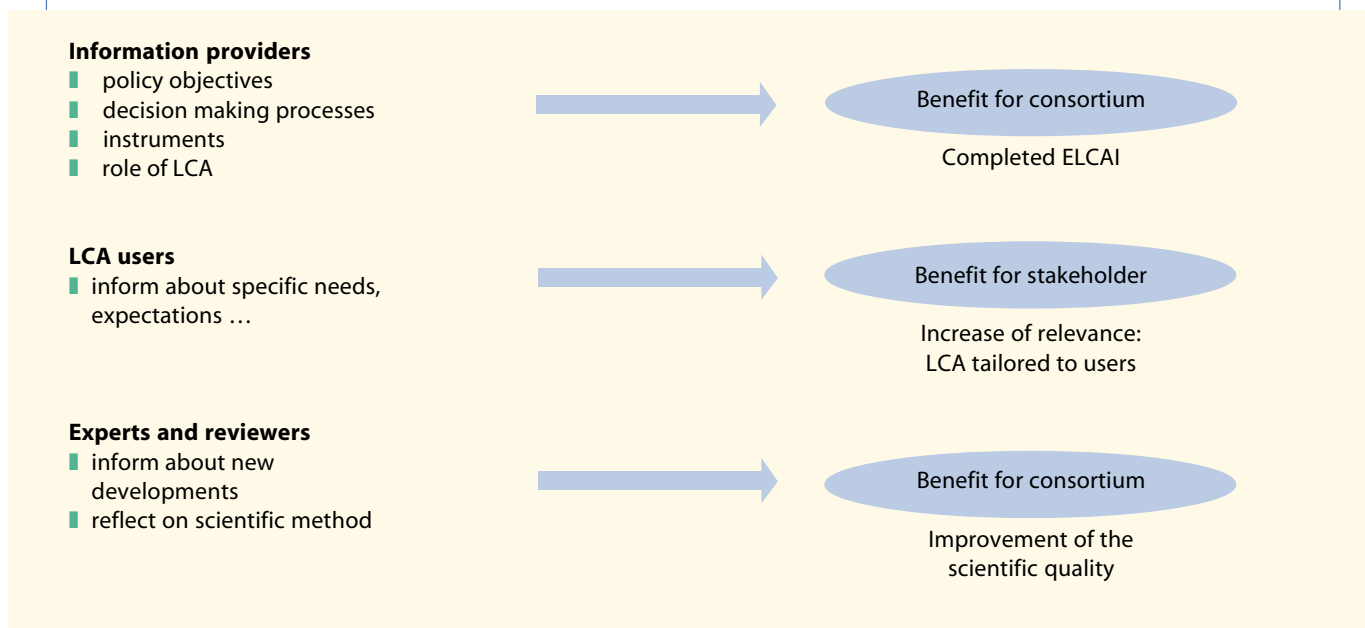 Information providers
policy objectives
decision making processes
instruments
role of LCA
Benefit for consortium
Completed ELCAI
LCA users
inform about specific needs,
expectations …
Benefit for stakeholder
Increase of relevance:
LCA tailored to users
Experts and reviewers
inform about new
developments
reflect on scientific method
Benefit for consortium
Improvement of the
scientific quality